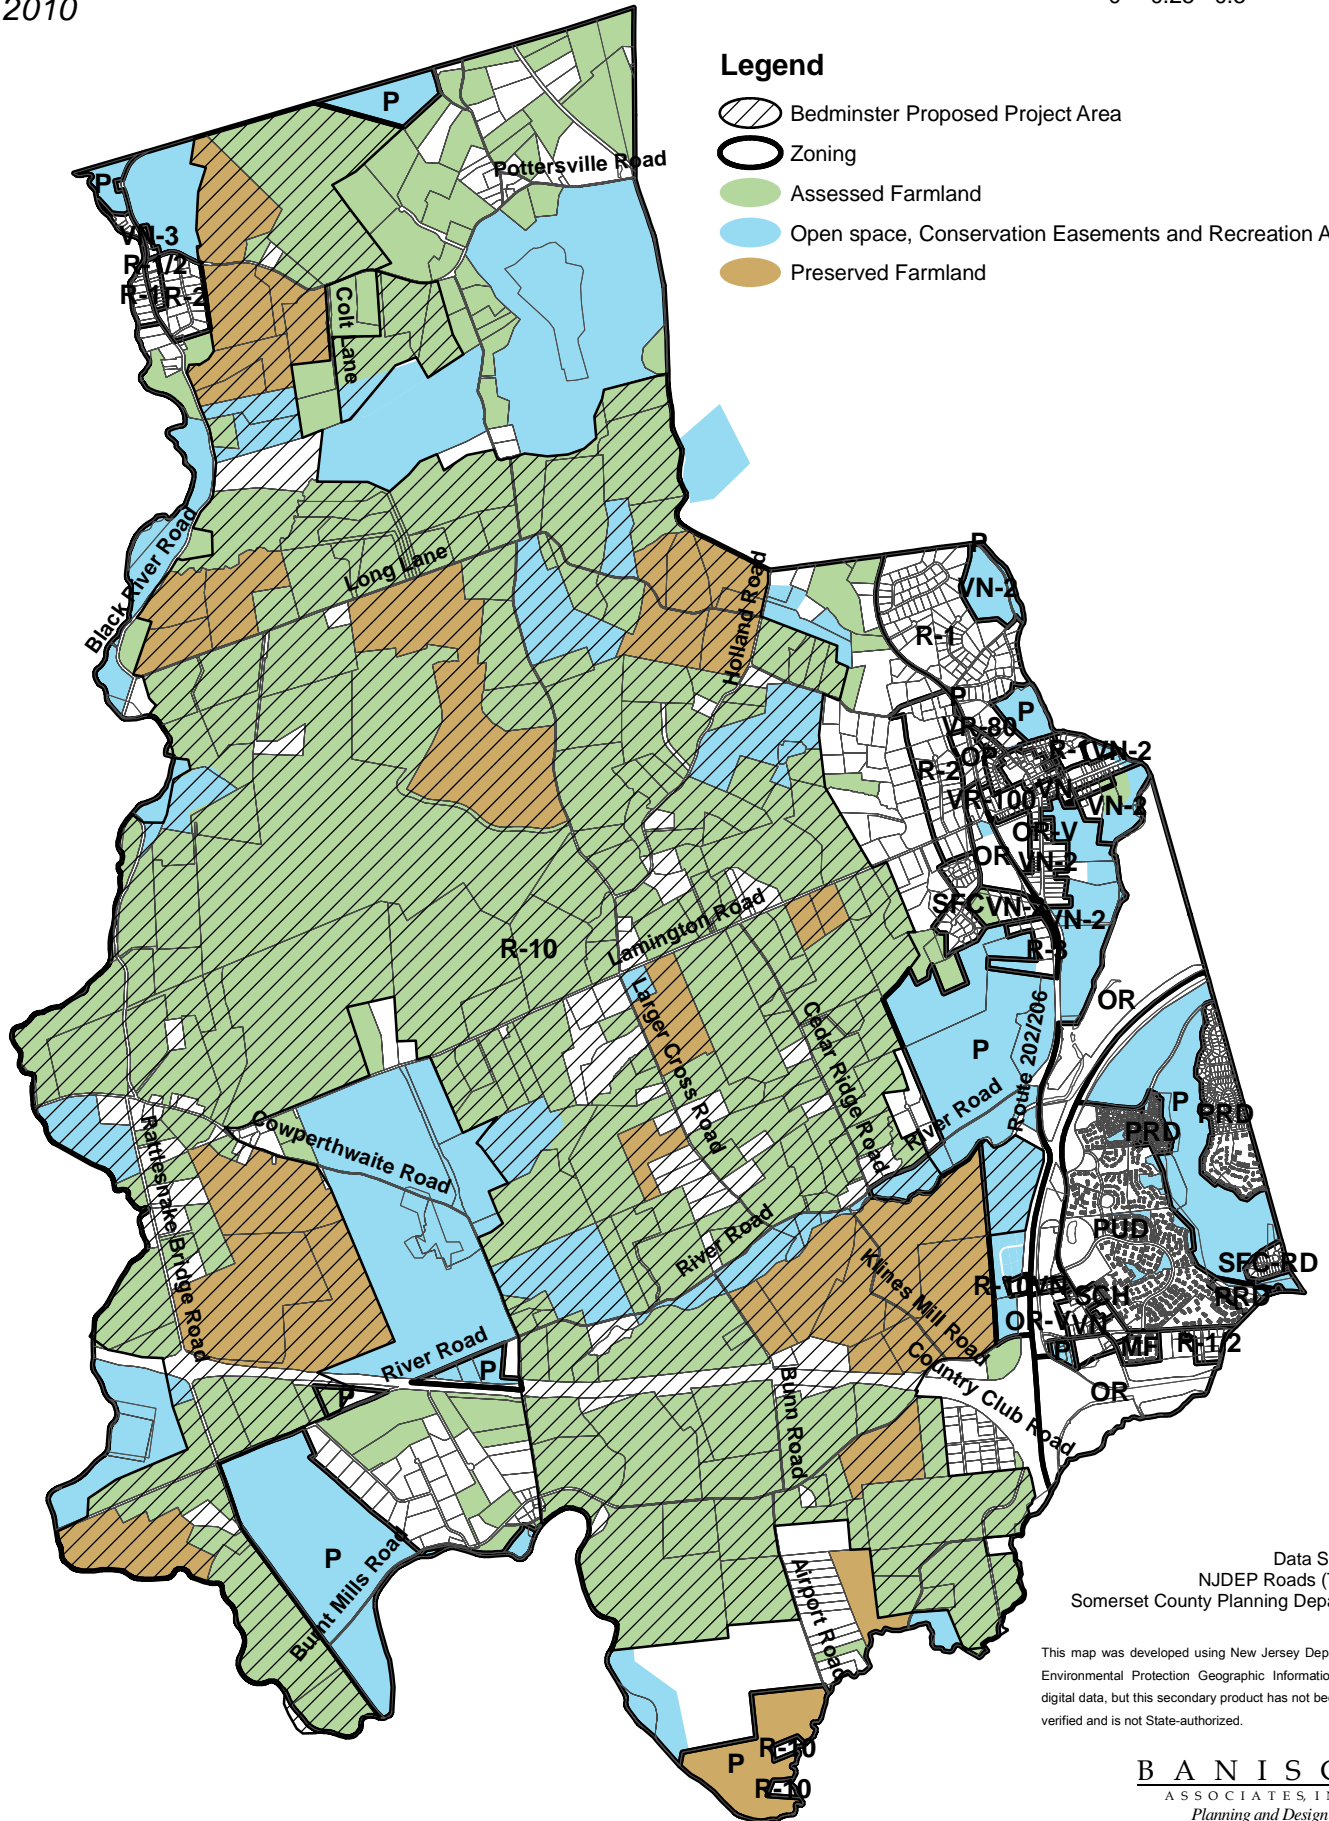 2010
Legend
Bedminster Proposed Project Area
Zoning
Assessed Farmland
Open space, Conservation Easements and Recreation A
Preserved Farmland
P
Pottersville Road
P
VN-3
R-1/2
R-1
R-2
Colt Lane
Black River Road
Long Lane
Holland Road
P
VN-2
R-1
P
P
VR-80
OP
R-1
VN-2
R-2
VR-100
VN
VN-2
OR-V
OR
VN-2
SFC
VN-2
R-3
R-10
Lamington Road
Larger Cross Road
Cedar Ridge Road
OR
P
Route 202/206
River Road
P
PRD
PRD
Cowperthwaite Road
Rattlesnake Bridge Road
River Road
Klines Mill Road
PUD
SFC-RD
PRD
R-10
VN
SCH
OR-V
VN
P
MF
R-1/2
OR
River Road
P
P
Bunn Road
Country Club Road
P
Burnt Mills Road
Airport Road
P
R-10
R-10
Data S
NJDEP Roads (
Somerset County Planning Depa
This map was developed using New Jersey Dep
Environmental Protection Geographic Informatio
digital data, but this secondary product has not be
verified and is not State-authorized.
B A N I S
ASSOCIATES, IN
Planning and Design